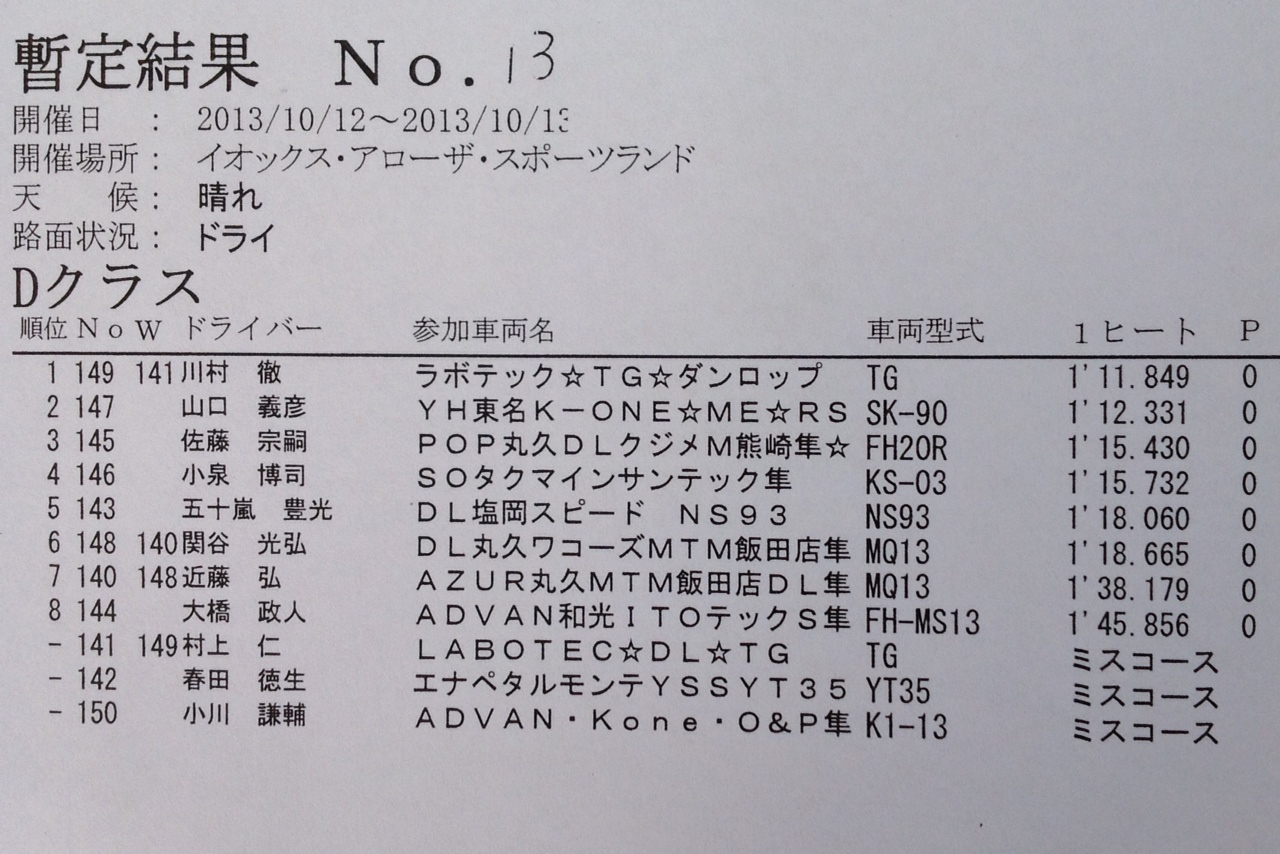 暫定結果　No.13
開催日　：　2013/10/12～2013/10/13
開催場所：　イオックス・アローザ・スポーツランド
天　　候：　晴れ
路面状況：　ドライ
Dクラス
順位 No W ドライバー 参加車両名 車両型式 1ヒート P
1 149 141 川村　徹 ラボテック☆TG☆ダンロップ TG 1'11.849 0
2 147 山口　義彦 YH東名K－ONE☆ME☆RS SK-90 1'12.331 0
3 145 佐藤　宗嗣 POP丸久DLクジメM熊崎隼☆ FH20R 1'15.430 0
4 146 小泉　博司 SOタクマインサンテック隼 KS-03 1'15.732 0
5 143 五十嵐　豊光 DL塩岡スピード　NS93 NS93 1'18.060 0
6 148 140 関谷　光弘 DL丸久ワコーズMTM飯田店隼 MQ13 1'18.665 0
7 140 148 近藤　弘 AZUR丸久MTM飯田店DL隼 MQ13 1'38.179 0
8 144 大橋　政人 ADVAN和光ITOテックS隼 FH-MS13 1'45.856 0
- 141 149 村上　仁 LABOTEC☆DL☆TG TG ミスコース
- 142 春田　徳生 エナペタルモンテYSSYT35 YT35 ミスコース
- 150 小川　謙輔 ADVAN・Kone・O&P隼 K1-13 ミスコース